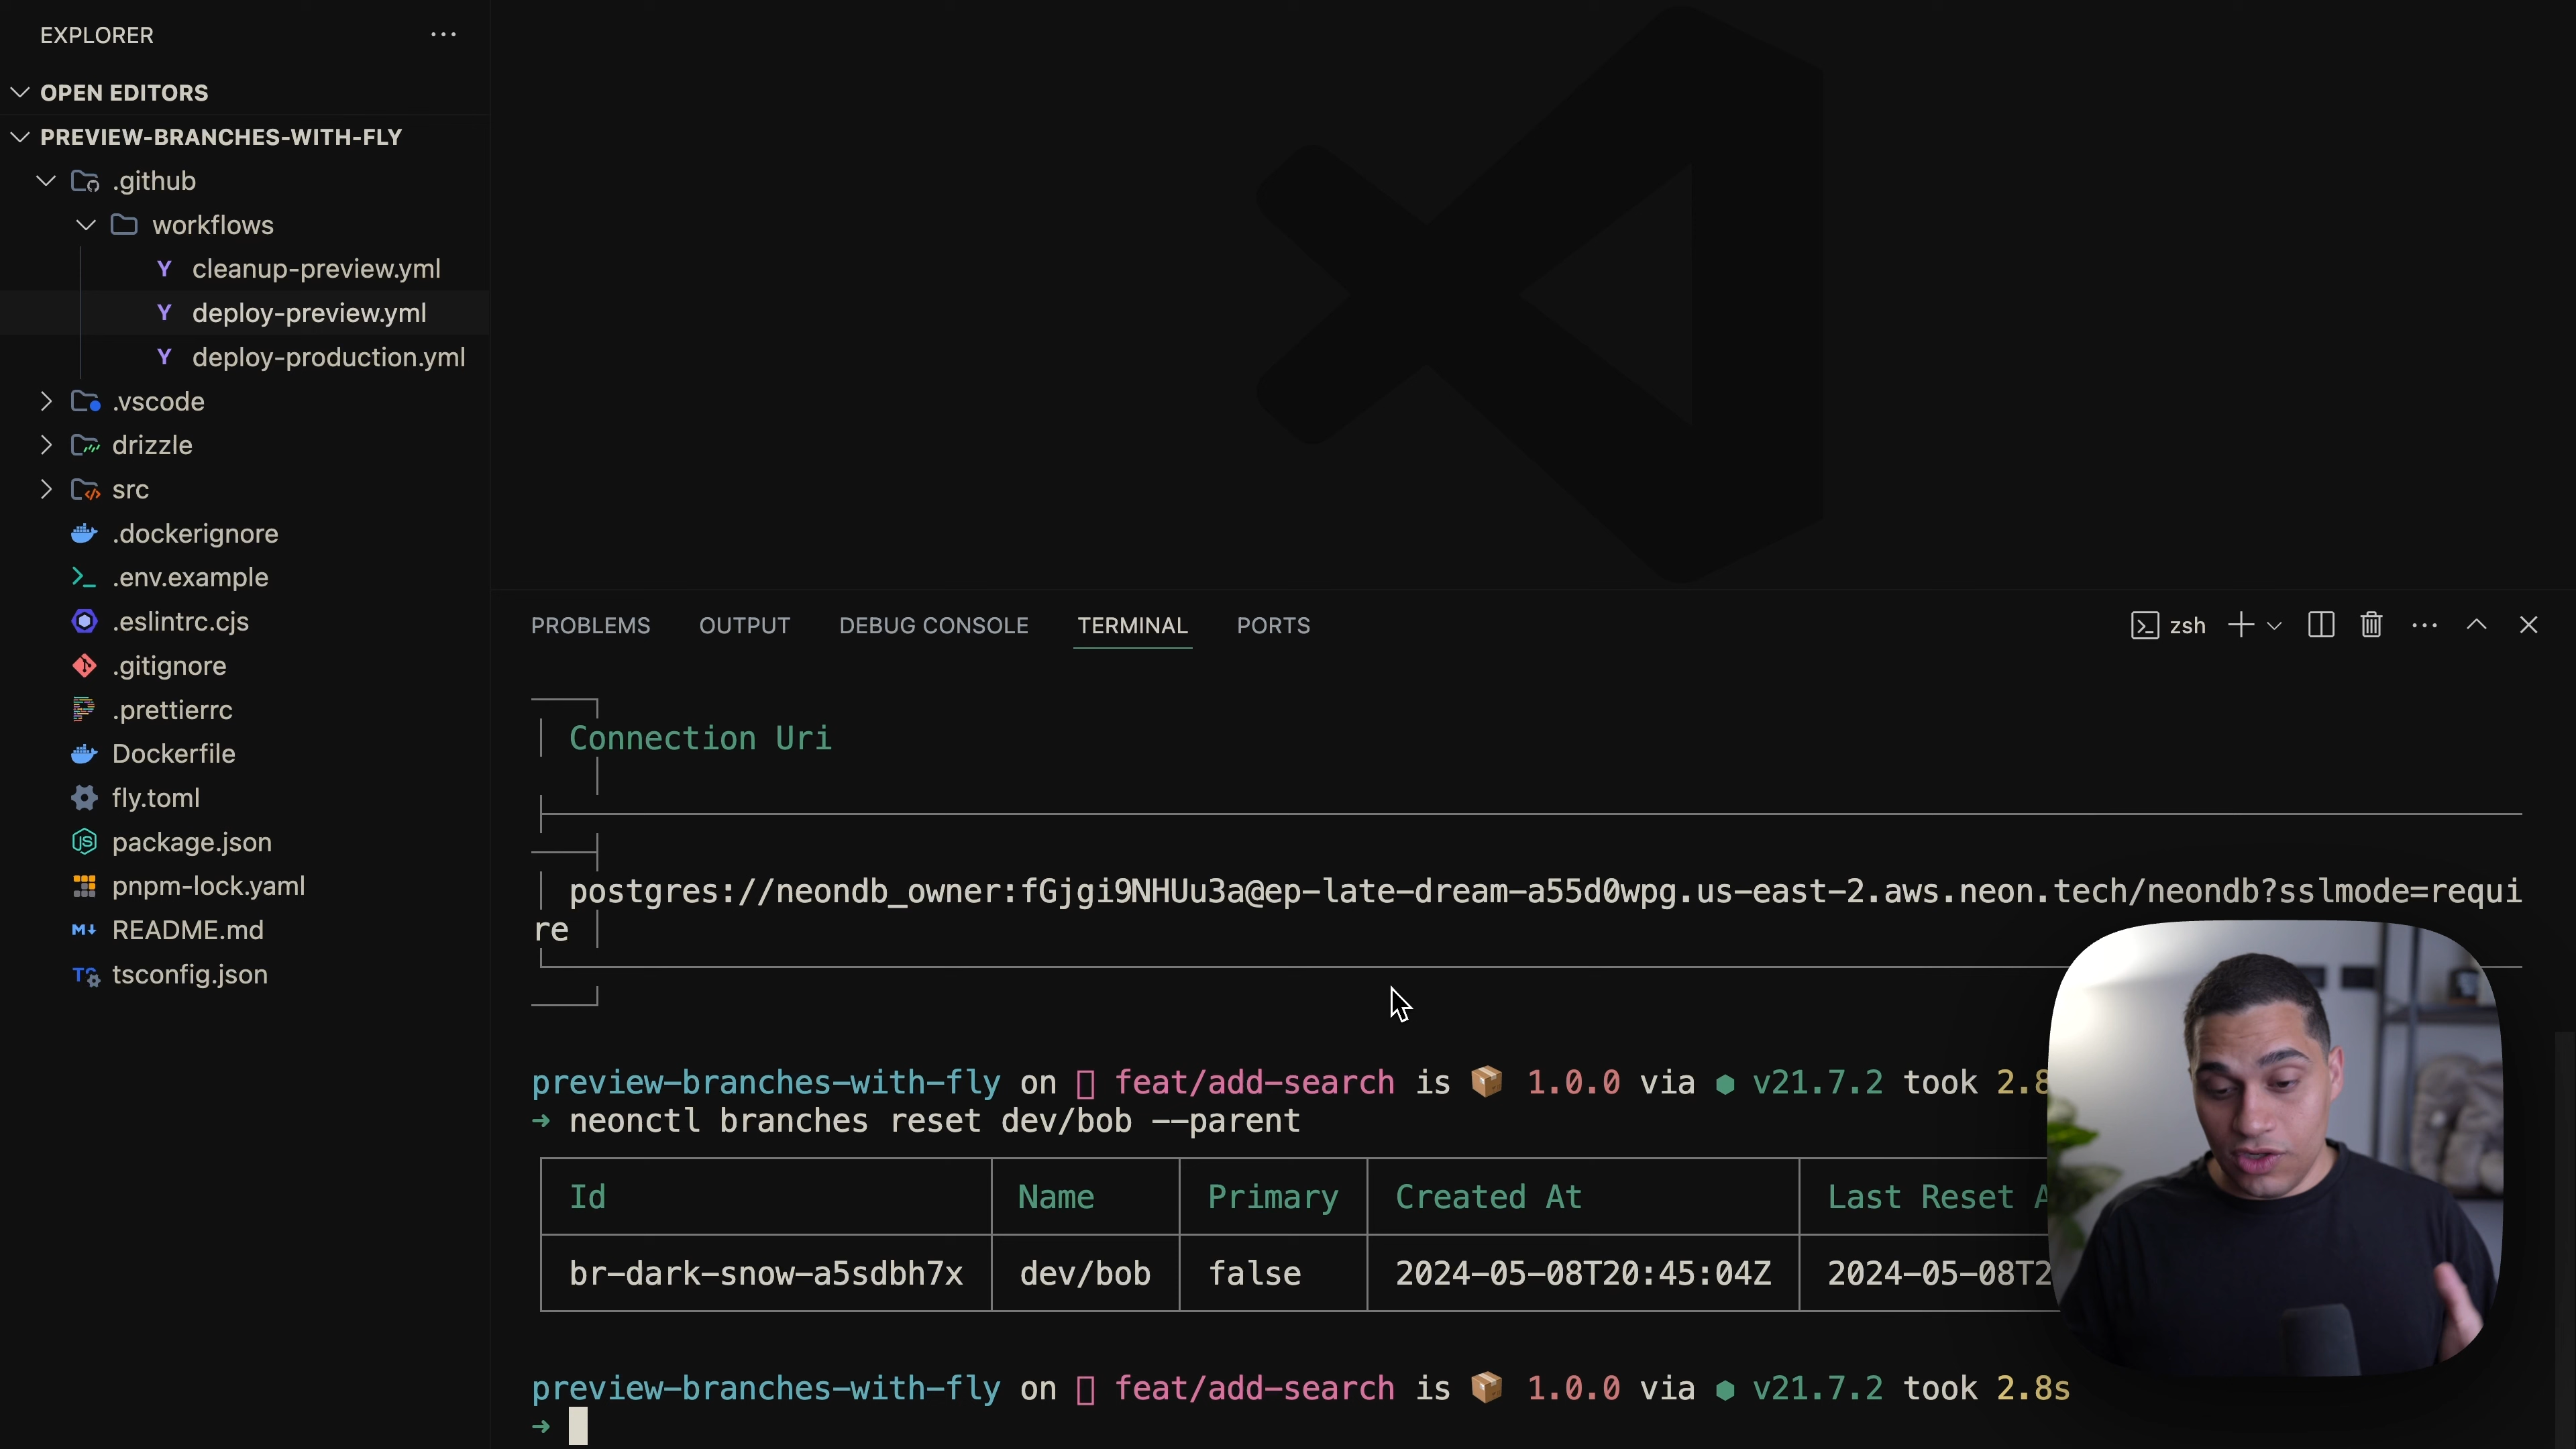 EXPLORER
OPEN EDITORS
PREVIEW-BRANCHES-WITH-FLY
.github
workflows
cleanup-preview.yml
deploy-preview.yml
deploy-production.yml
.vscode
drizzle
src
.dockerignore
.env.example
.eslintrc.cjs
.gitignore
.prettierrc
Dockerfile
fly.toml
package.json
pnpm-lock.yaml
README.md
tsconfig.json
PROBLEMS OUTPUT DEBUG CONSOLE TERMINAL PORTS
zsh
Connection Uri
postgres://neondb_owner:fGjgi9NHUu3a@ep-late-dream-a55d0wpg.us-east-2.aws.neon.tech/neondb?sslmode=requi
re
preview-branches-with-fly on feat/add-search is 📦 1.0.0 via ⬢ v21.7.2 took 2.8
➜ neonctl branches reset dev/bob --parent
Id Name Primary Created At Last Reset A
br-dark-snow-a5sdbh7x dev/bob false 2024-05-08T20:45:04Z 2024-05-08T2
preview-branches-with-fly on feat/add-search is 📦 1.0.0 via ⬢ v21.7.2 took 2.8s
➜